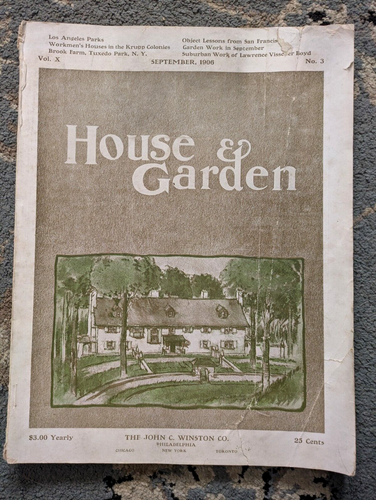 Los Angeles Parks
Workmen's Houses in the Krupp Colonies
Brook Farm, Tuxedo Park, N. Y.
Object Lessons from San Francis
Garden Work in September
Suburban Work of Lawrence Visscher Boyd
Vol. X
SEPTEMBER, 1906
No. 3
House &
Garden
$3.00 Yearly
THE JOHN C. WINSTON CO.
25 Cents
PHILADELPHIA
CHICAGO
NEW YORK
TORONTO